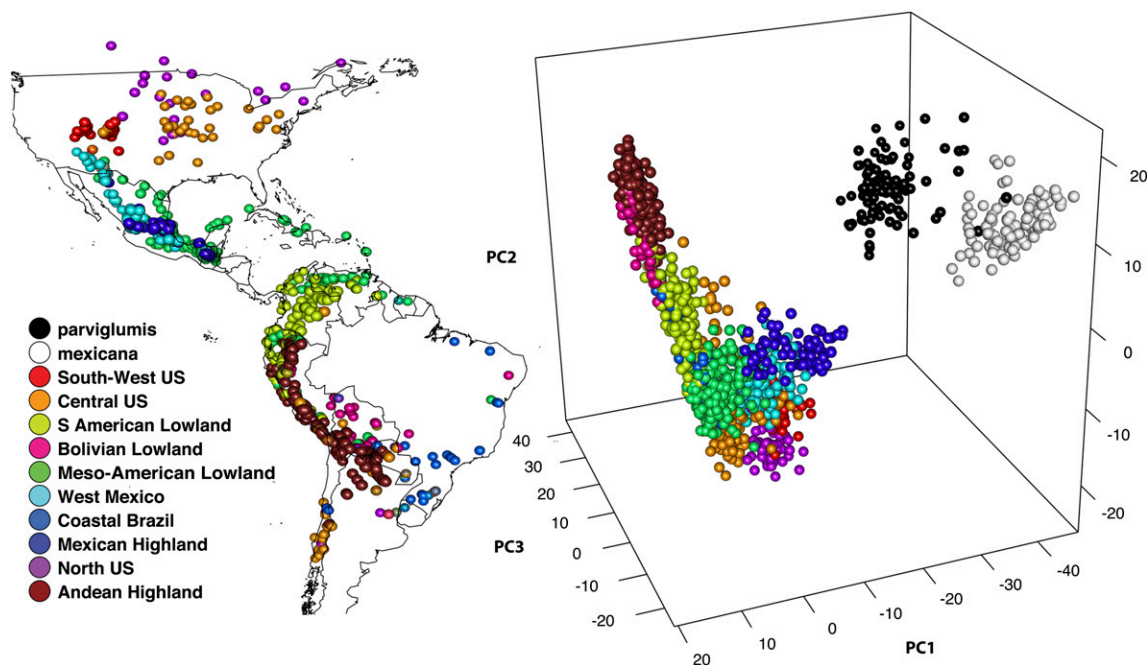 parviglumis
mexicana
South-West US
Central US
S American Lowland
Bolivian Lowland
Meso-American Lowland
West Mexico
Coastal Brazil
Mexican Highland
North US
Andean Highland
PC2
PC3
PC1
40
30
20
10
0
-10
-20
20
10
0
-10
-20
-30
-40
20
10
0
-10
-20